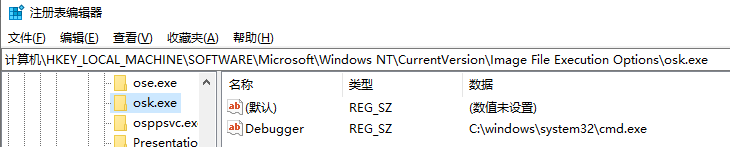 注册表编辑器
文件(F) 编辑(E) 查看(V) 收藏夹(A) 帮助(H)
计算机\HKEY_LOCAL_MACHINE\SOFTWARE\Microsoft\Windows NT\CurrentVersion\Image File Execution Options\osk.exe
名称 类型 数据
ose.exe
(默认) REG_SZ (数值未设置)
osk.exe
Debugger REG_SZ C:\windows\system32\cmd.exe
osppsvc.ex
Presentatio